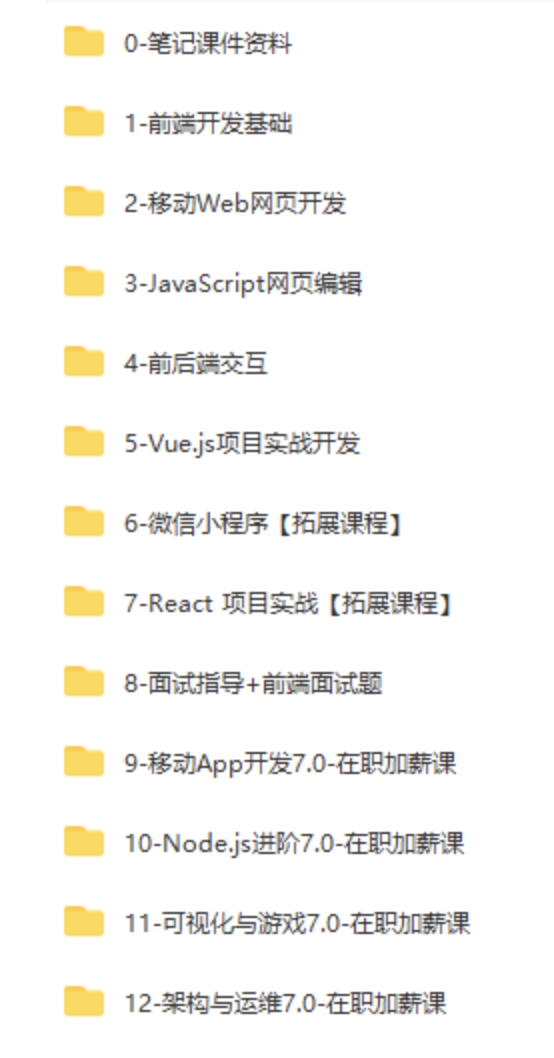 0-笔记课件资料
1-前端开发基础
2-移动Web网页开发
3-JavaScript网页编辑
4-前后端交互
5-Vue.js项目实战开发
6-微信小程序【拓展课程】
7-React 项目实战【拓展课程】
8-面试指导+前端面试题
9-移动App开发7.0-在职加薪课
10-Node.js进阶7.0-在职加薪课
11-可视化与游戏7.0-在职加薪课
12-架构与运维7.0-在职加薪课